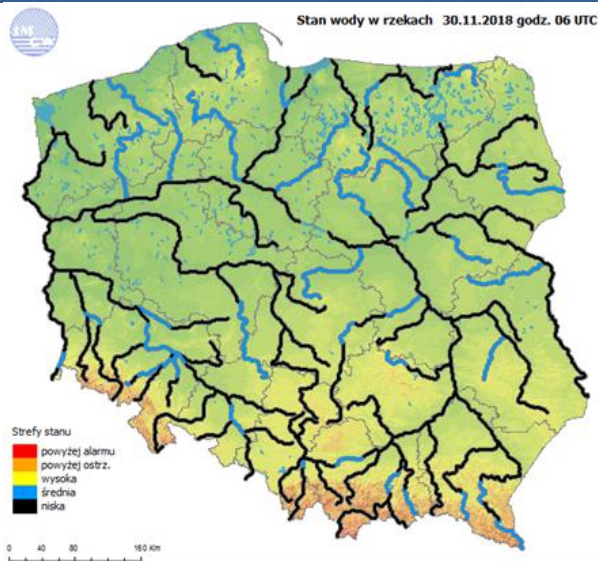 Stan wody w rzekach 30.11.2018 godz. 06 UTC
Strefy stanu
powyżej alarmu
powyżej ostrz.
wysoka
średnia
niska
0 40 80 160 Km